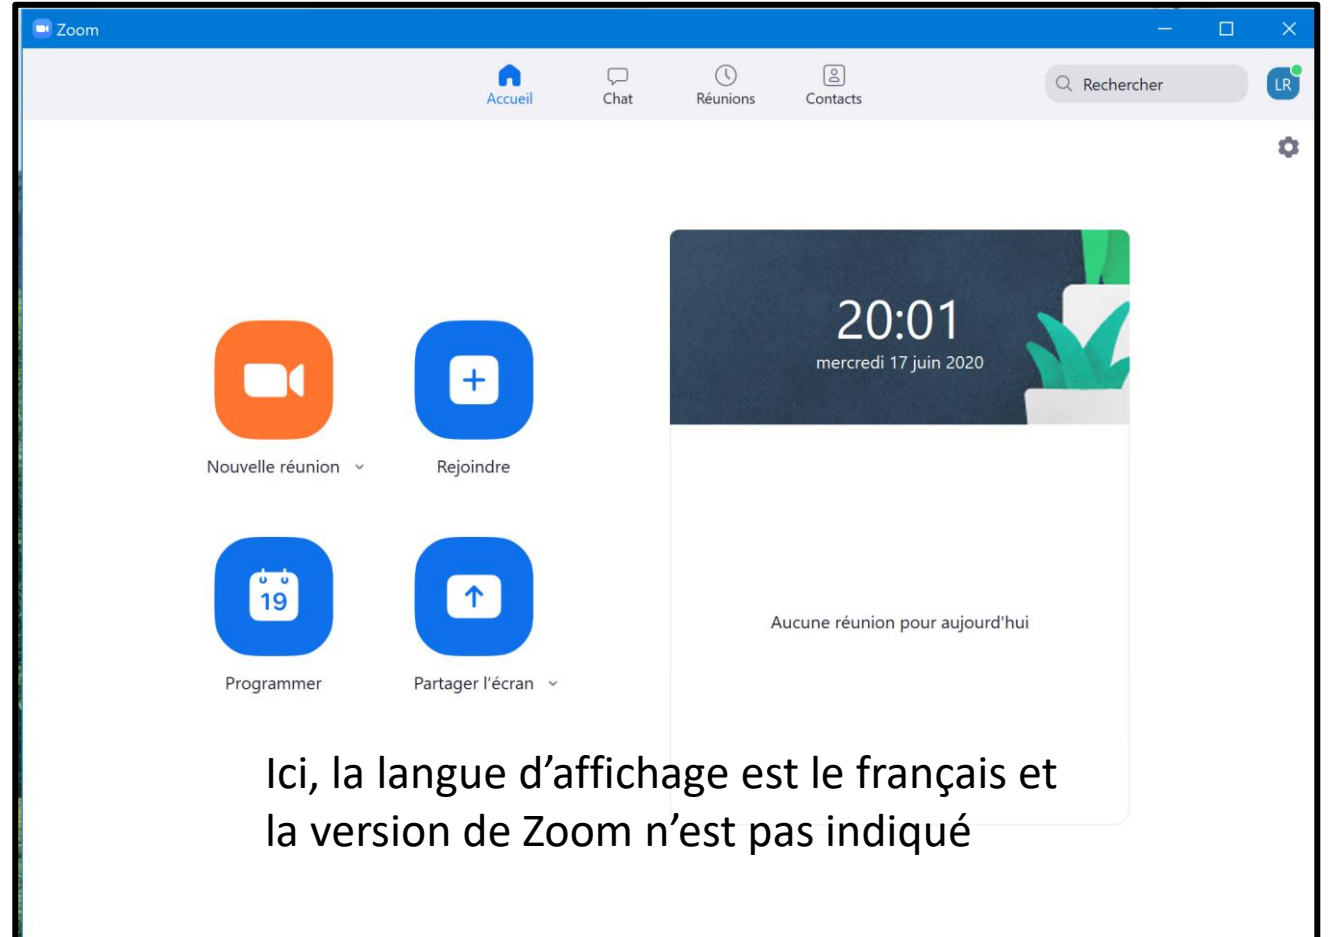 Zoom
Accueil
Chat
Réunions
Contacts
Rechercher
LR
20:01
mercredi 17 juin 2020
Nouvelle réunion
Rejoindre
19
Programmer
Partager l’écran
Aucune réunion pour aujourd'hui
Ici, la langue d’affichage est le français et
la version de Zoom n’est pas indiqué